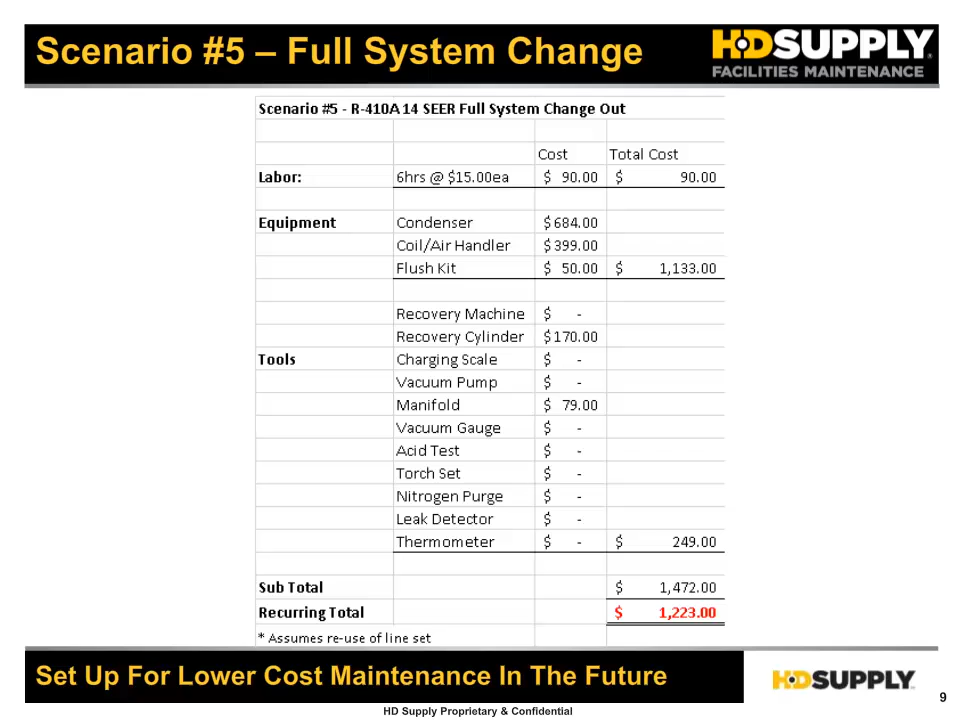 Scenario #5 – Full System Change
HDSUPPLY
FACILITIES MAINTENANCE
Scenario #5 - R-410A 14 SEER Full System Change Out
Cost Total Cost
Labor: 6hrs @ $15.00ea $ 90.00 $ 90.00
Equipment Condenser $ 684.00
Coil/Air Handler $ 399.00
Flush Kit $ 50.00 $ 1,133.00
Recovery Machine $ -
Recovery Cylinder $ 170.00
Tools Charging Scale $ -
Vacuum Pump $ -
Manifold $ 79.00
Vacuum Gauge $ -
Acid Test $ -
Torch Set $ -
Nitrogen Purge $ -
Leak Detector $ -
Thermometer $ - $ 249.00
Sub Total $ 1,472.00
Recurring Total $ 1,223.00
* Assumes re-use of line set
Set Up For Lower Cost Maintenance In The Future
HDSUPPLY
9
HD Supply Proprietary & Confidential